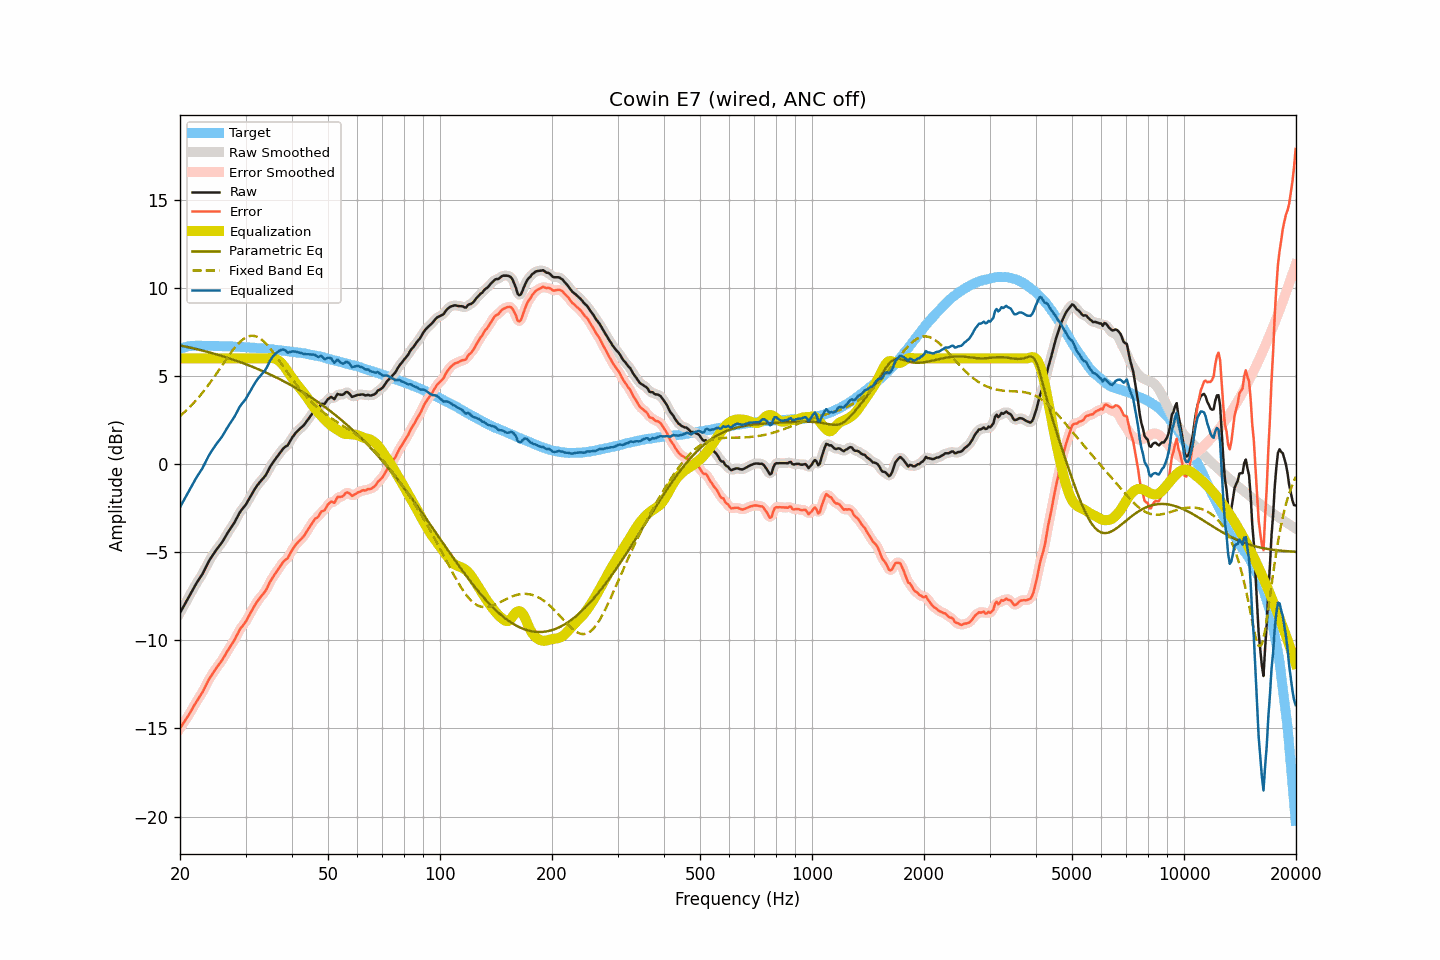 Cowin E7 (wired, ANC off)
Target
Raw Smoothed
Error Smoothed
Raw
Error
Equalization
Parametric Eq
Fixed Band Eq
Equalized
15
10
5
0
−5
−10
−15
−20
Amplitude (dBr)
20 50 100 200 500 1000 2000 5000 10000 20000
Frequency (Hz)